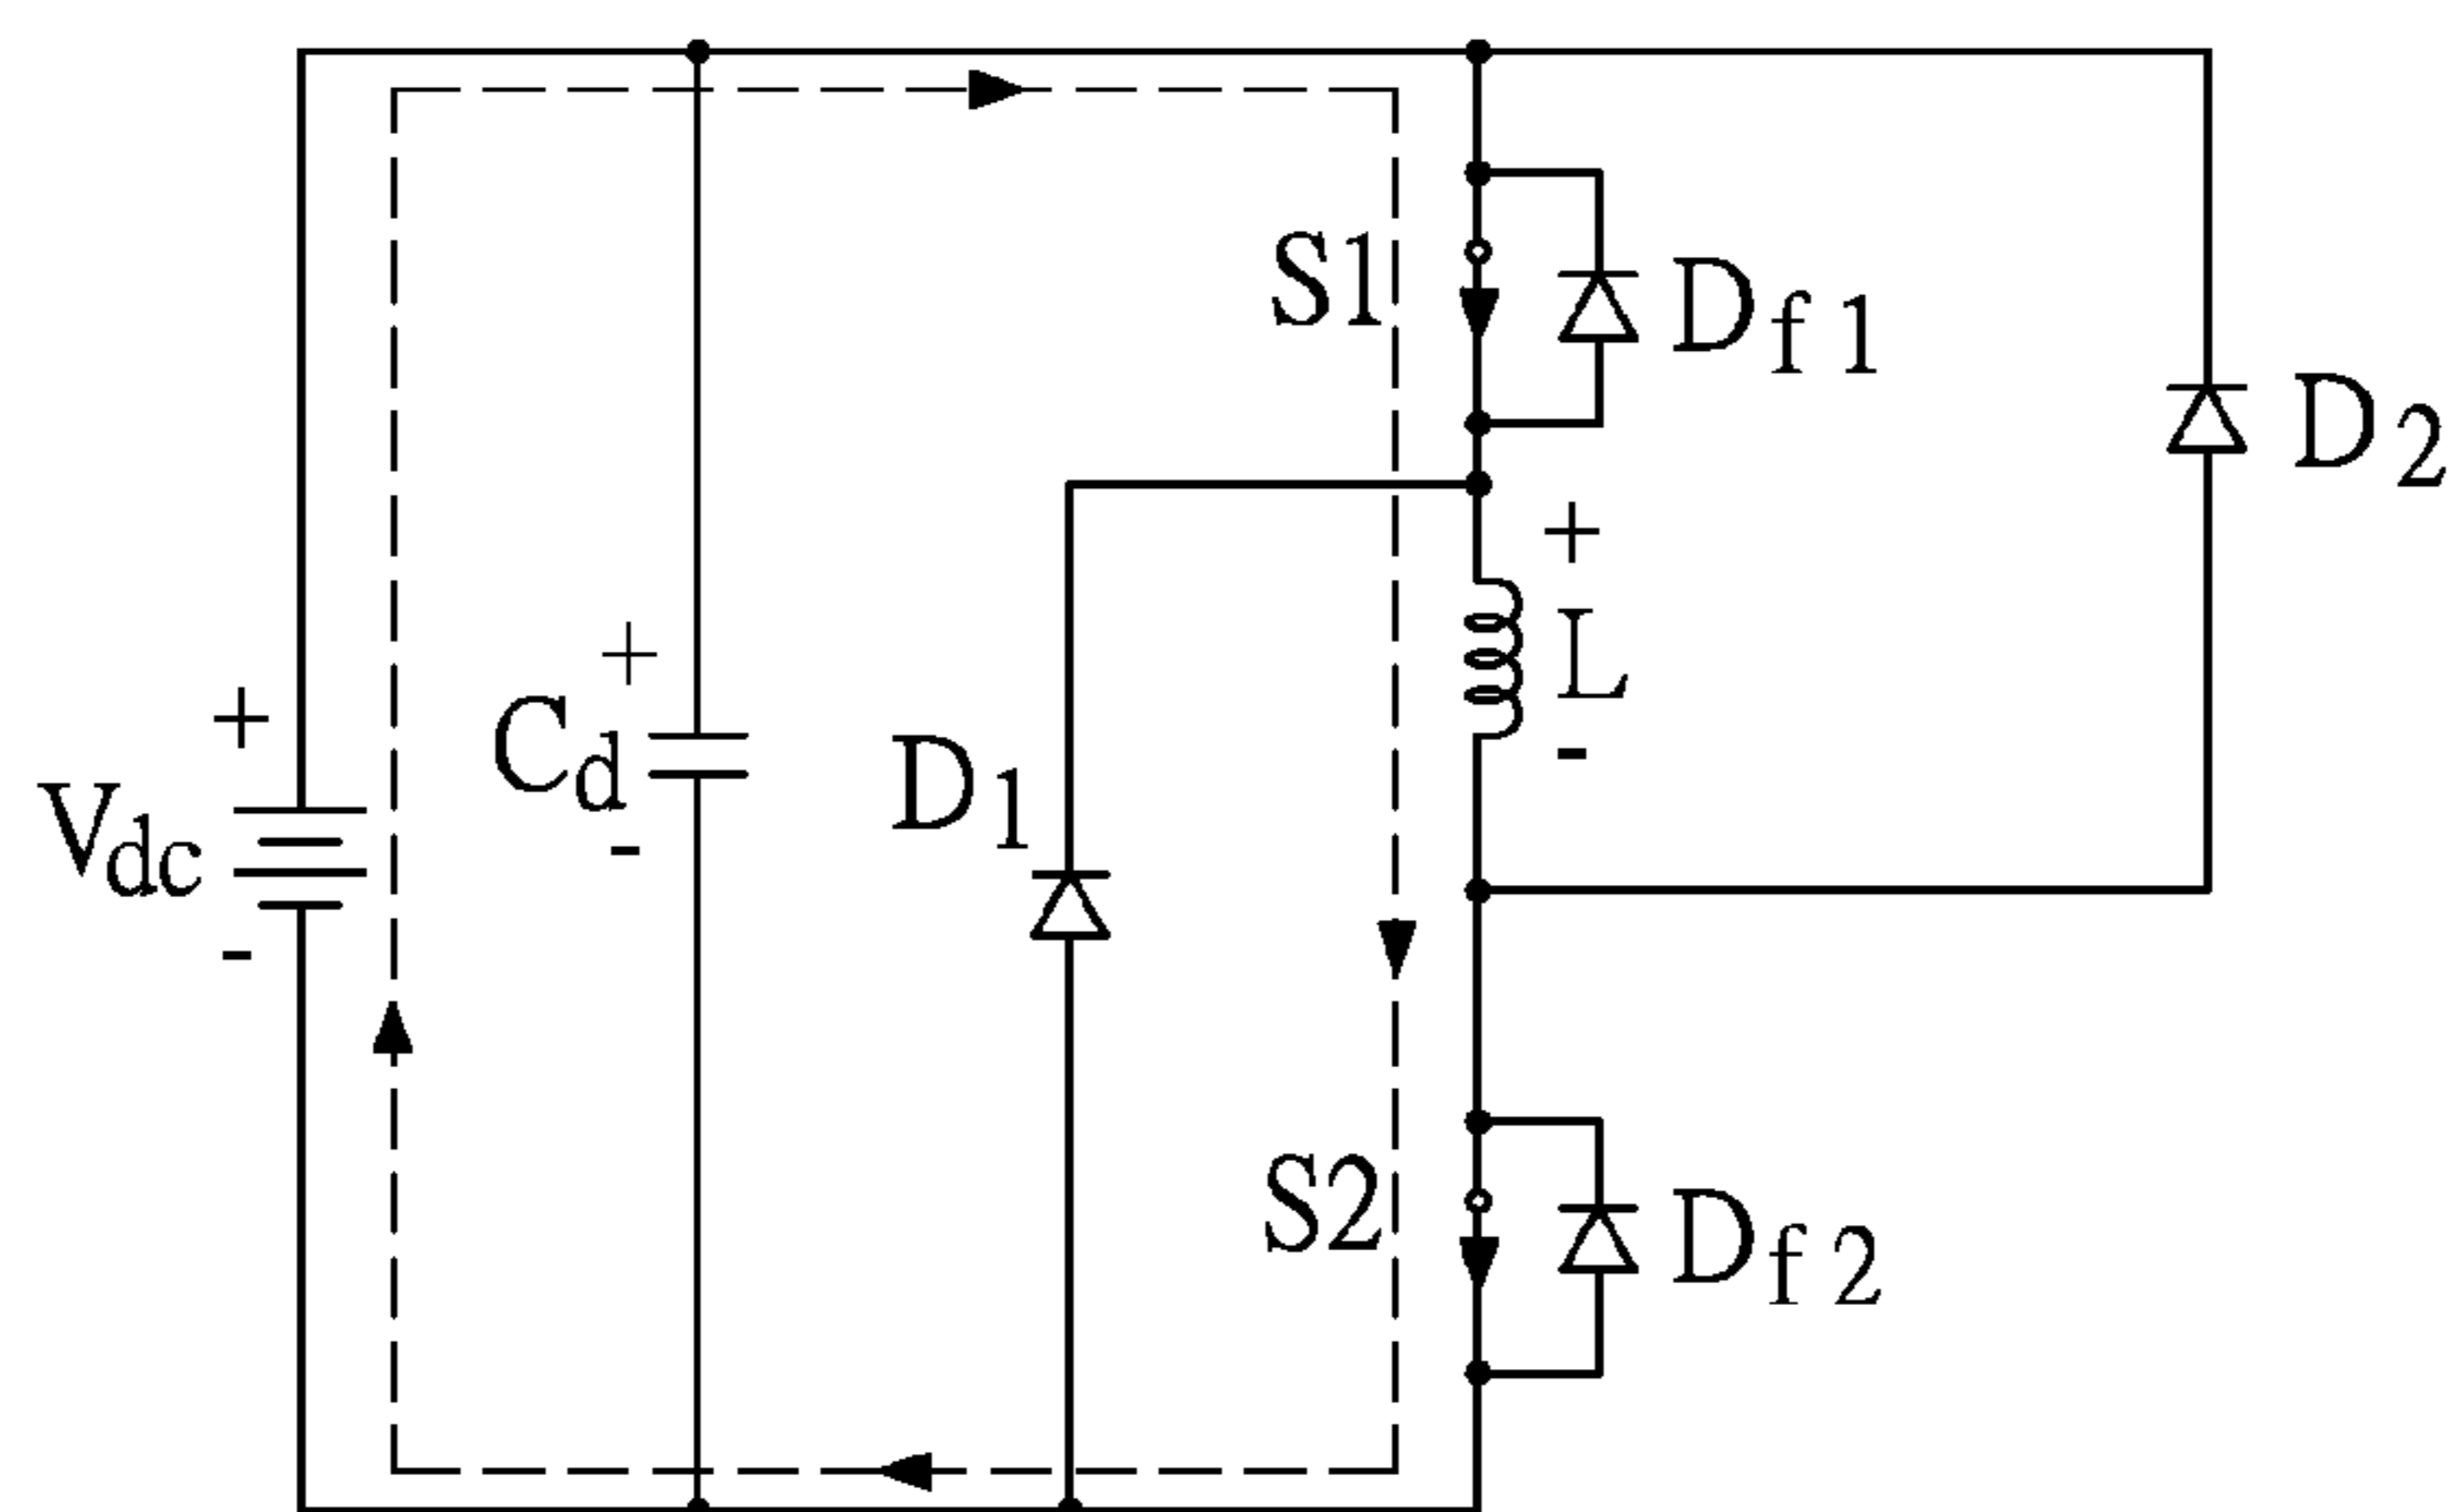 S1
Df1
D2
+
L
-
+
Cd
-
D1
+
Vdc
-
S2
Df2